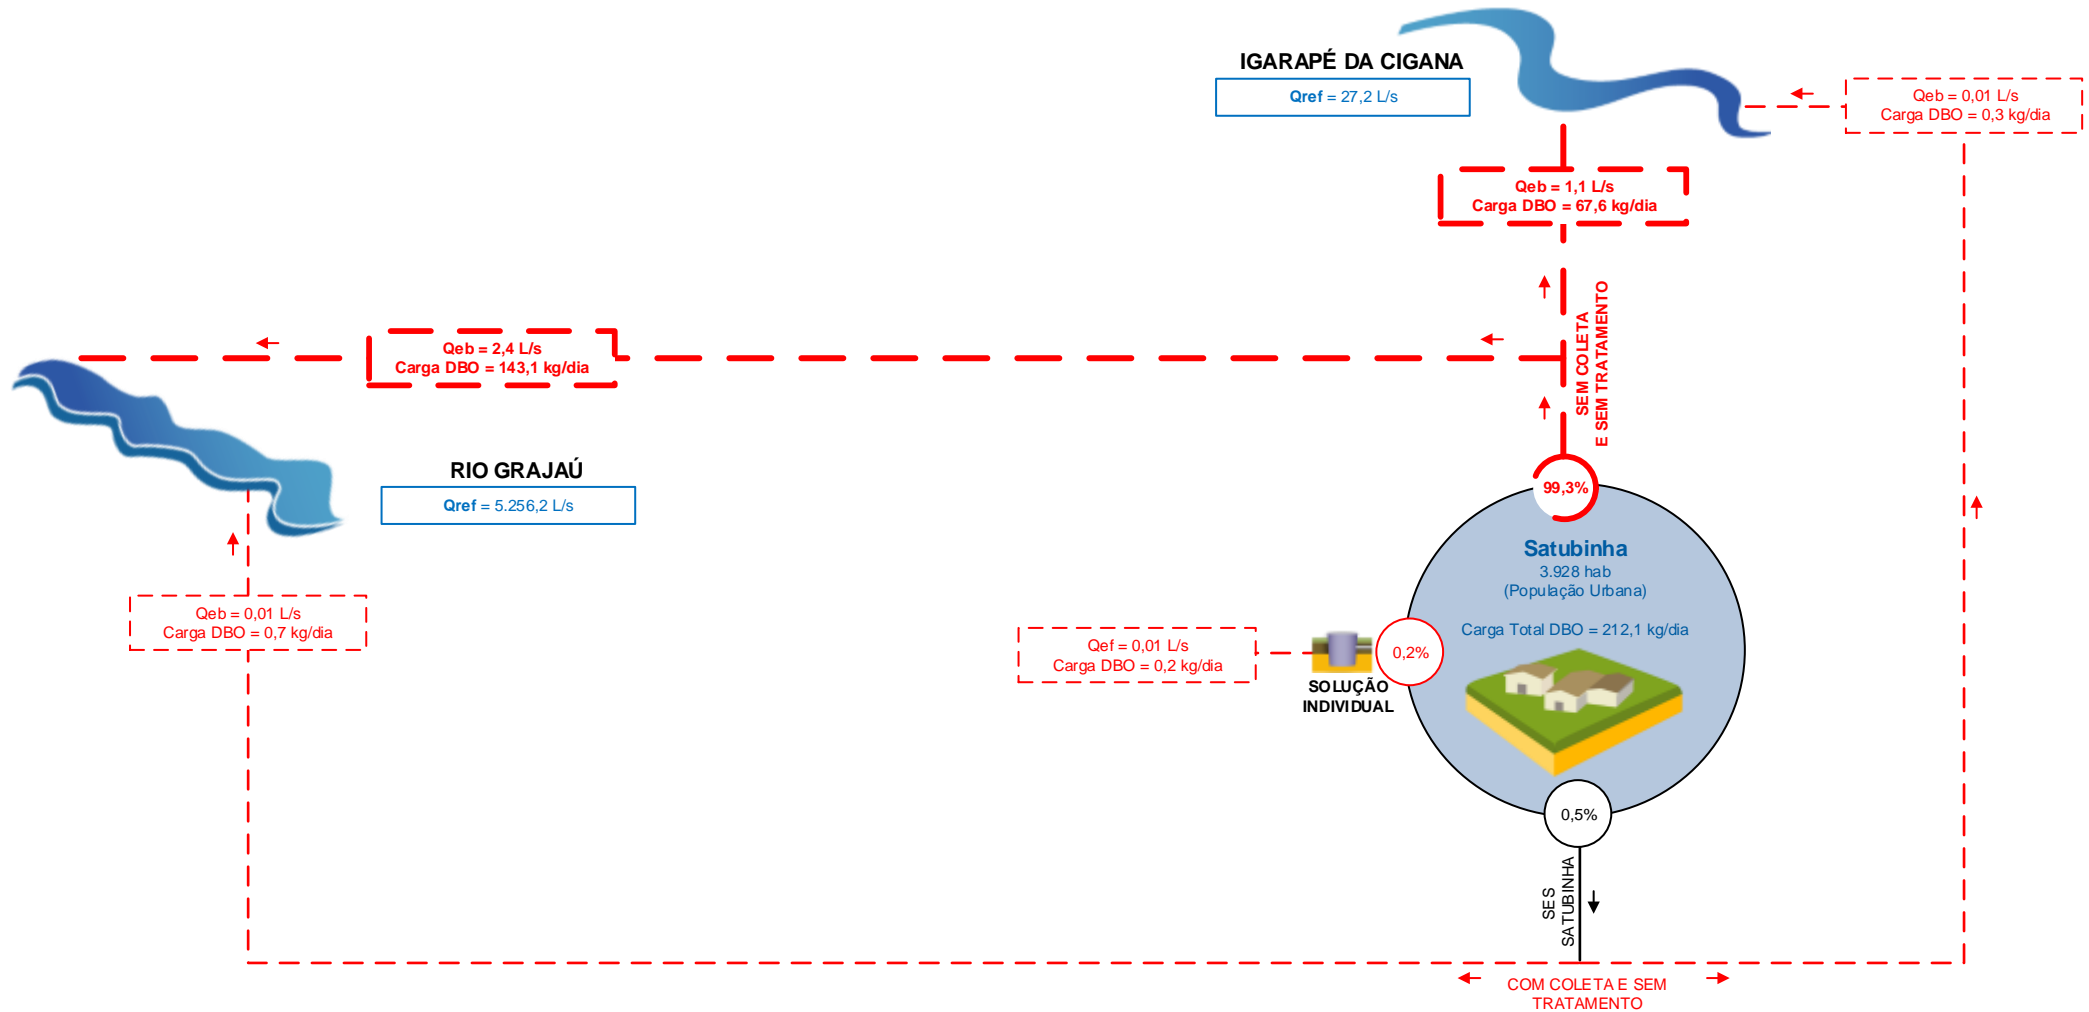 IGARAPÉ DA CIGANA
Qref = 27,2 L/s
Qeb = 0,01 L/s
Carga DBO = 0,3 kg/dia
Qeb = 1,1 L/s
Carga DBO = 67,6 kg/dia
SEM COLETA
E SEM TRATAMENTO
Qeb = 2,4 L/s
Carga DBO = 143,1 kg/dia
RIO GRAJAÚ
Qref = 5.256,2 L/s
99,3%
Satubinha
3.928 hab
(População Urbana)
Carga Total DBO = 212,1 kg/dia
Qeb = 0,01 L/s
Carga DBO = 0,7 kg/dia
Qef = 0,01 L/s
Carga DBO = 0,2 kg/dia
0,2%
SOLUÇÃO
INDIVIDUAL
0,5%
SES
SATUBINHA
COM COLETA E SEM
TRATAMENTO